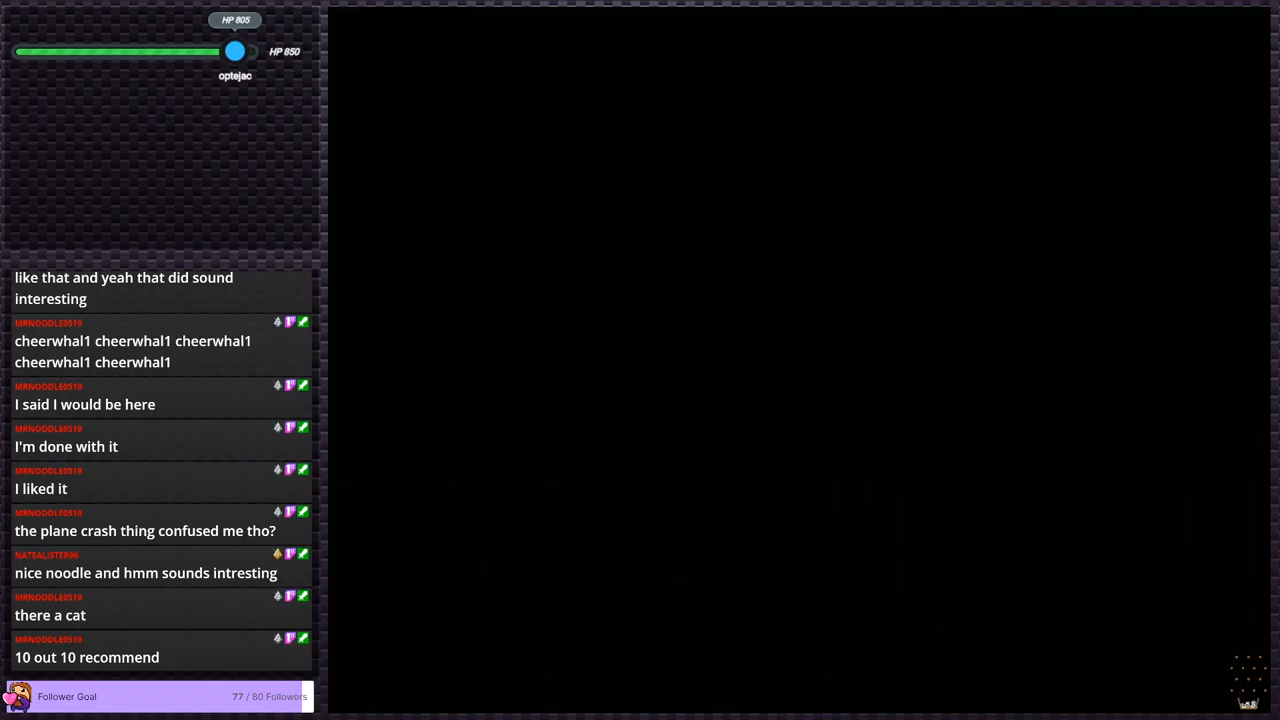 HP 805
HP 850
optejac
like that and yeah that did sound
interesting
MRNOODLE0519
cheerwhal1 cheerwhal1 cheerwhal1
cheerwhal1 cheerwhal1
MRNOODLE0519
I said I would be here
MRNOODLE0519
I'm done with it
MRNOODLE0519
I liked it
MRNOODLE0519
the plane crash thing confused me tho?
NATEALISTER96
nice noodle and hmm sounds intresting
MRNOODLE0519
there a cat
MRNOODLE0519
10 out 10 recommend
Follower Goal
77 / 80 Followers